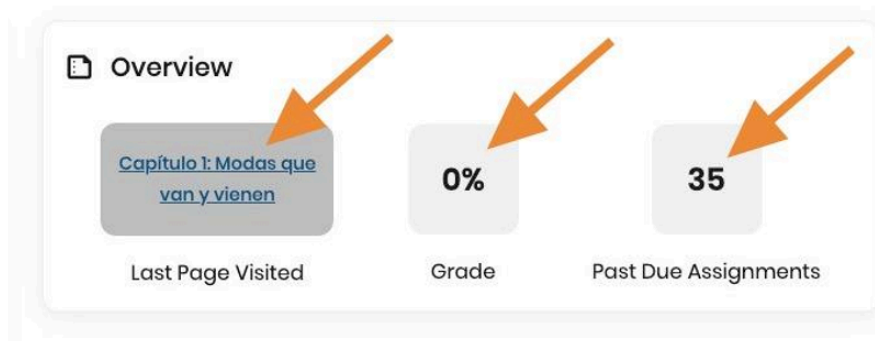 Overview
Capítulo 1: Modas que
van y vienen
0%
35
Last Page Visited
Grade
Past Due Assignments